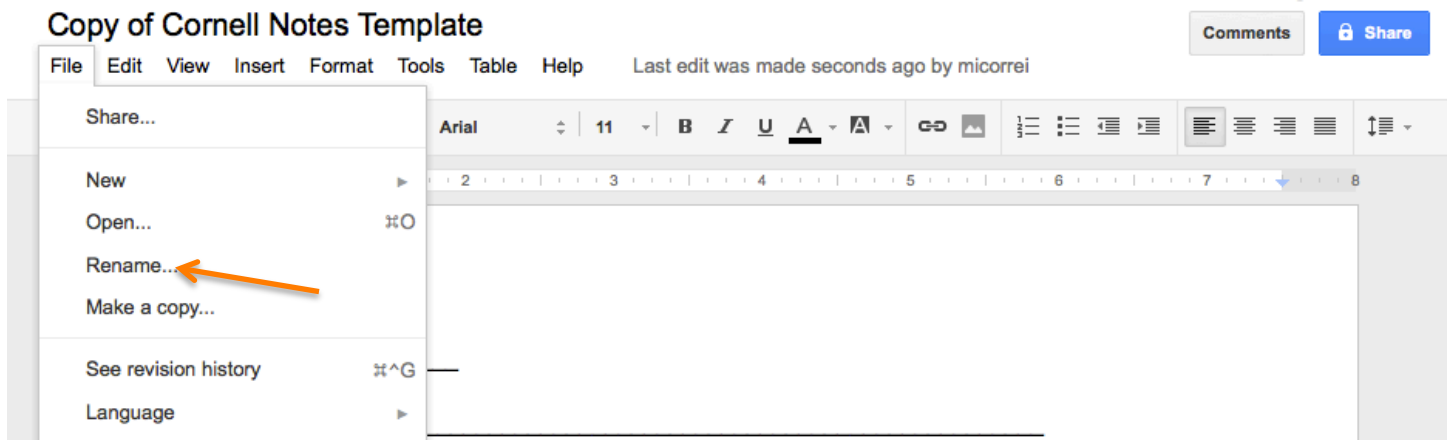 Copy of Cornell Notes Template
Comments
Share
File Edit View Insert Format Tools Table Help Last edit was made seconds ago by micorrei
Share...
Arial 11 B I U A A
New
2 3 4 5 6 7 8
Open... ⌘O
Rename...
Make a copy...
See revision history ⌘^G
Language